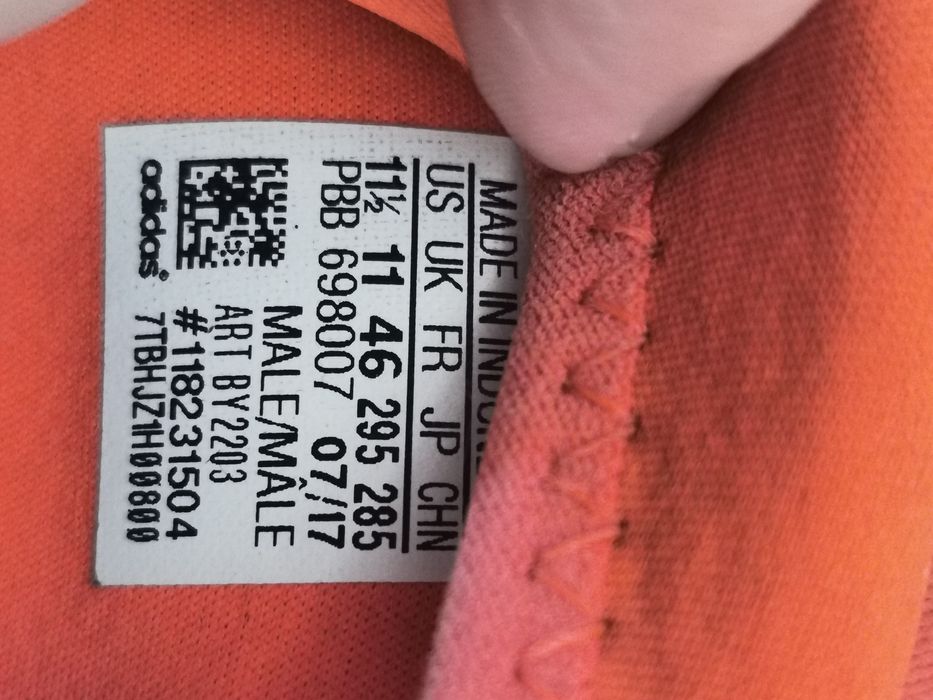 MADE IN INDONE
US UK FR JP CHN
11½ 11 46 295 285
PBB 698007 07/17
MALE/MÂLE
ART BY2203
#118231504
7TBHJZ1H00800
adidas®